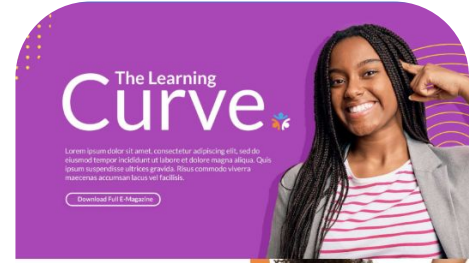 The Learning
Curve.
Lorem ipsum dolor sit amet, consectetur adipiscing elit, sed do
eiusmod tempor incididunt ut labore et dolore magna aliqua. Quis
ipsum suspendisse ultrices gravida. Risus commodo viverra
maecenas accumsan lacus vel facilisis.
Download Full E-Magazine